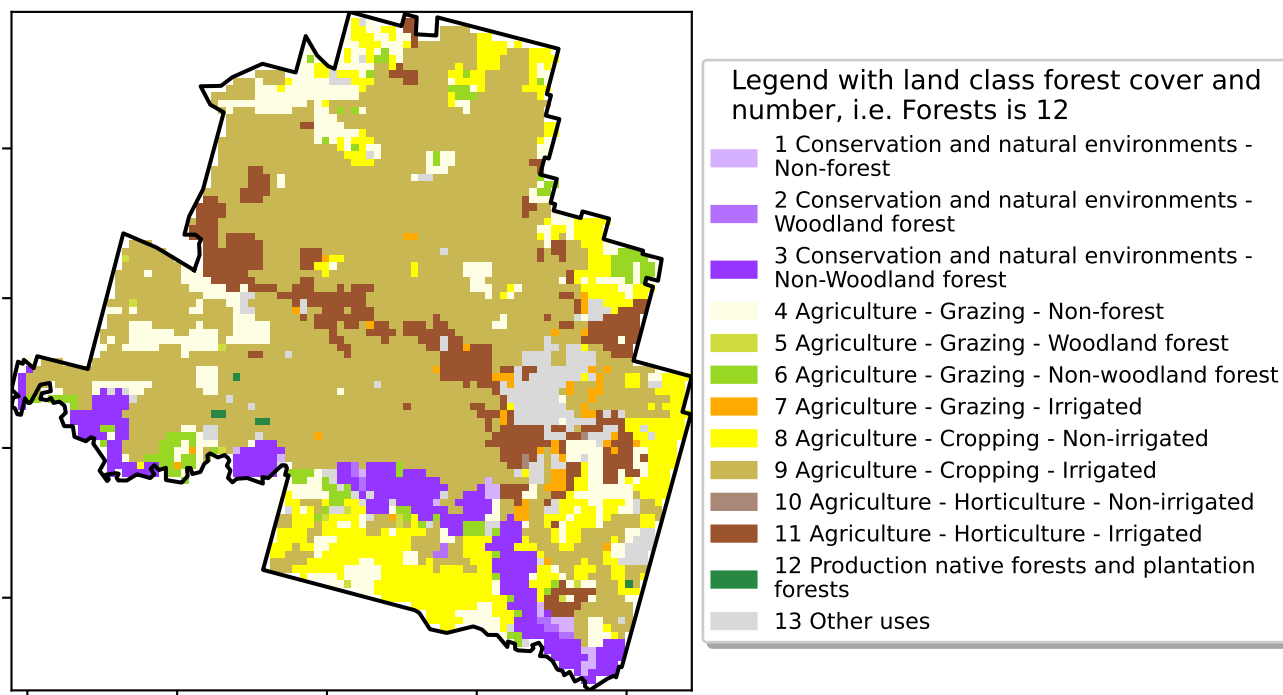 Legend with land class forest cover and
number, i.e. Forests is 12
1 Conservation and natural environments -
Non-forest
2 Conservation and natural environments -
Woodland forest
3 Conservation and natural environments -
Non-Woodland forest
4 Agriculture - Grazing - Non-forest
5 Agriculture - Grazing - Woodland forest
6 Agriculture - Grazing - Non-woodland forest
7 Agriculture - Grazing - Irrigated
8 Agriculture - Cropping - Non-irrigated
9 Agriculture - Cropping - Irrigated
10 Agriculture - Horticulture - Non-irrigated
11 Agriculture - Horticulture - Irrigated
12 Production native forests and plantation
forests
13 Other uses